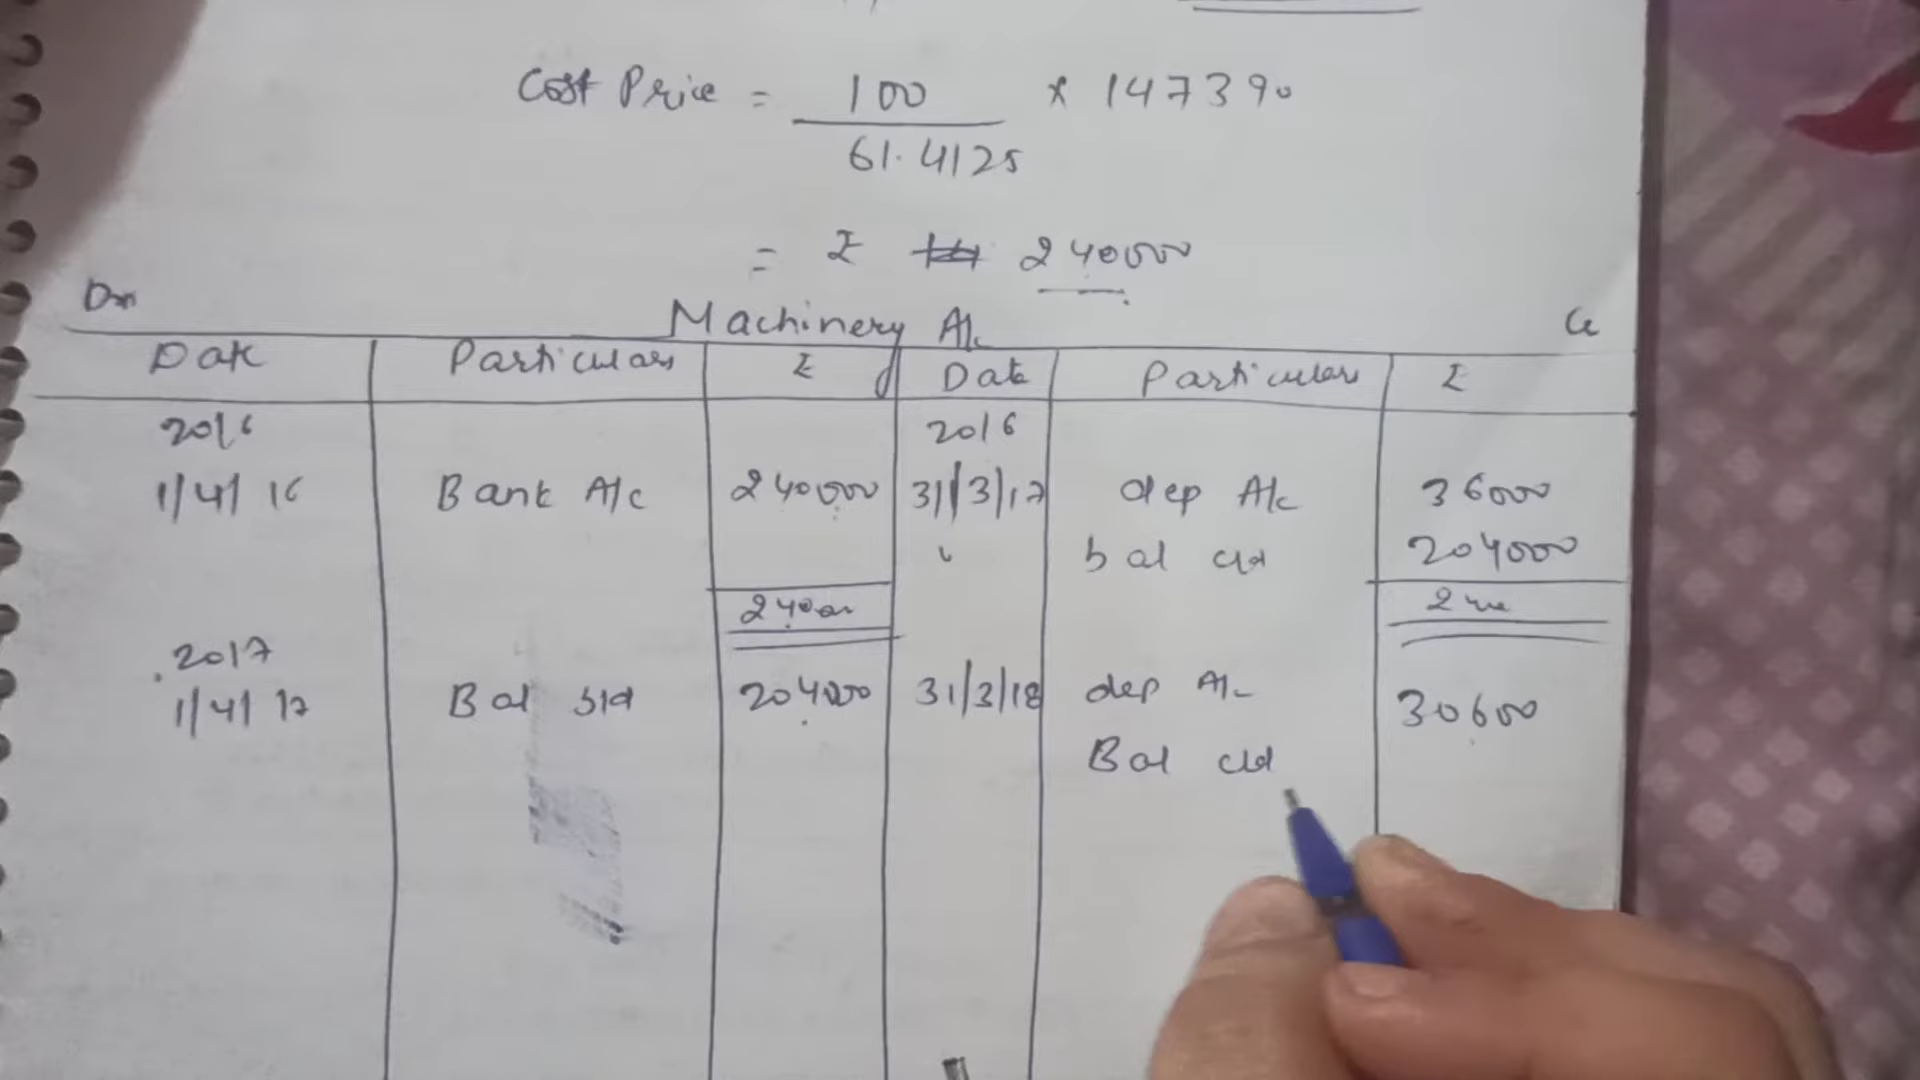 Cost Price = 100 × 147390
61.4125
= ₹ 240000
Dr
Machinery A/c
Cr
Date Particulars ₹ Date Particulars ₹
2016 2016
1/4/16 Bank A/c 240000 31/3/17 dep A/c 36000
bal c/d 204000
24000
2017
1/4/17 Bal b/d 204000 31/3/18 dep A/c 30600
Bal c/d